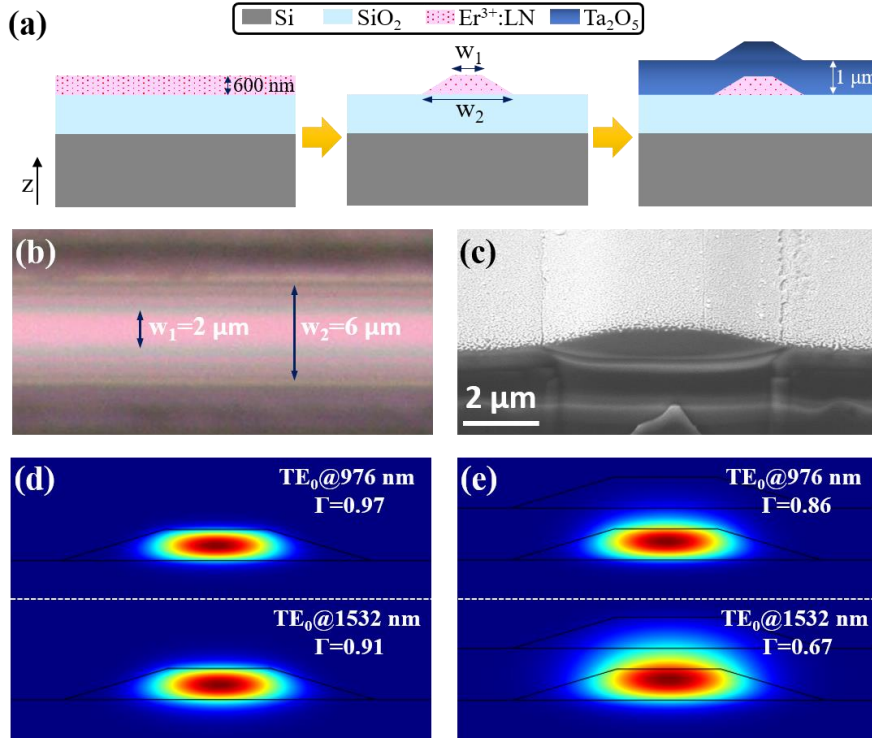 (a)
Si SiO₂ Er³⁺:LN Ta₂O₅
600 nm
w₁
w₂
1 μm
Z
(b)
w₁=2 μm
w₂=6 μm
(c)
2 μm
(d)
TE₀@976 nm
Γ=0.97
TE₀@1532 nm
Γ=0.91
(e)
TE₀@976 nm
Γ=0.86
TE₀@1532 nm
Γ=0.67